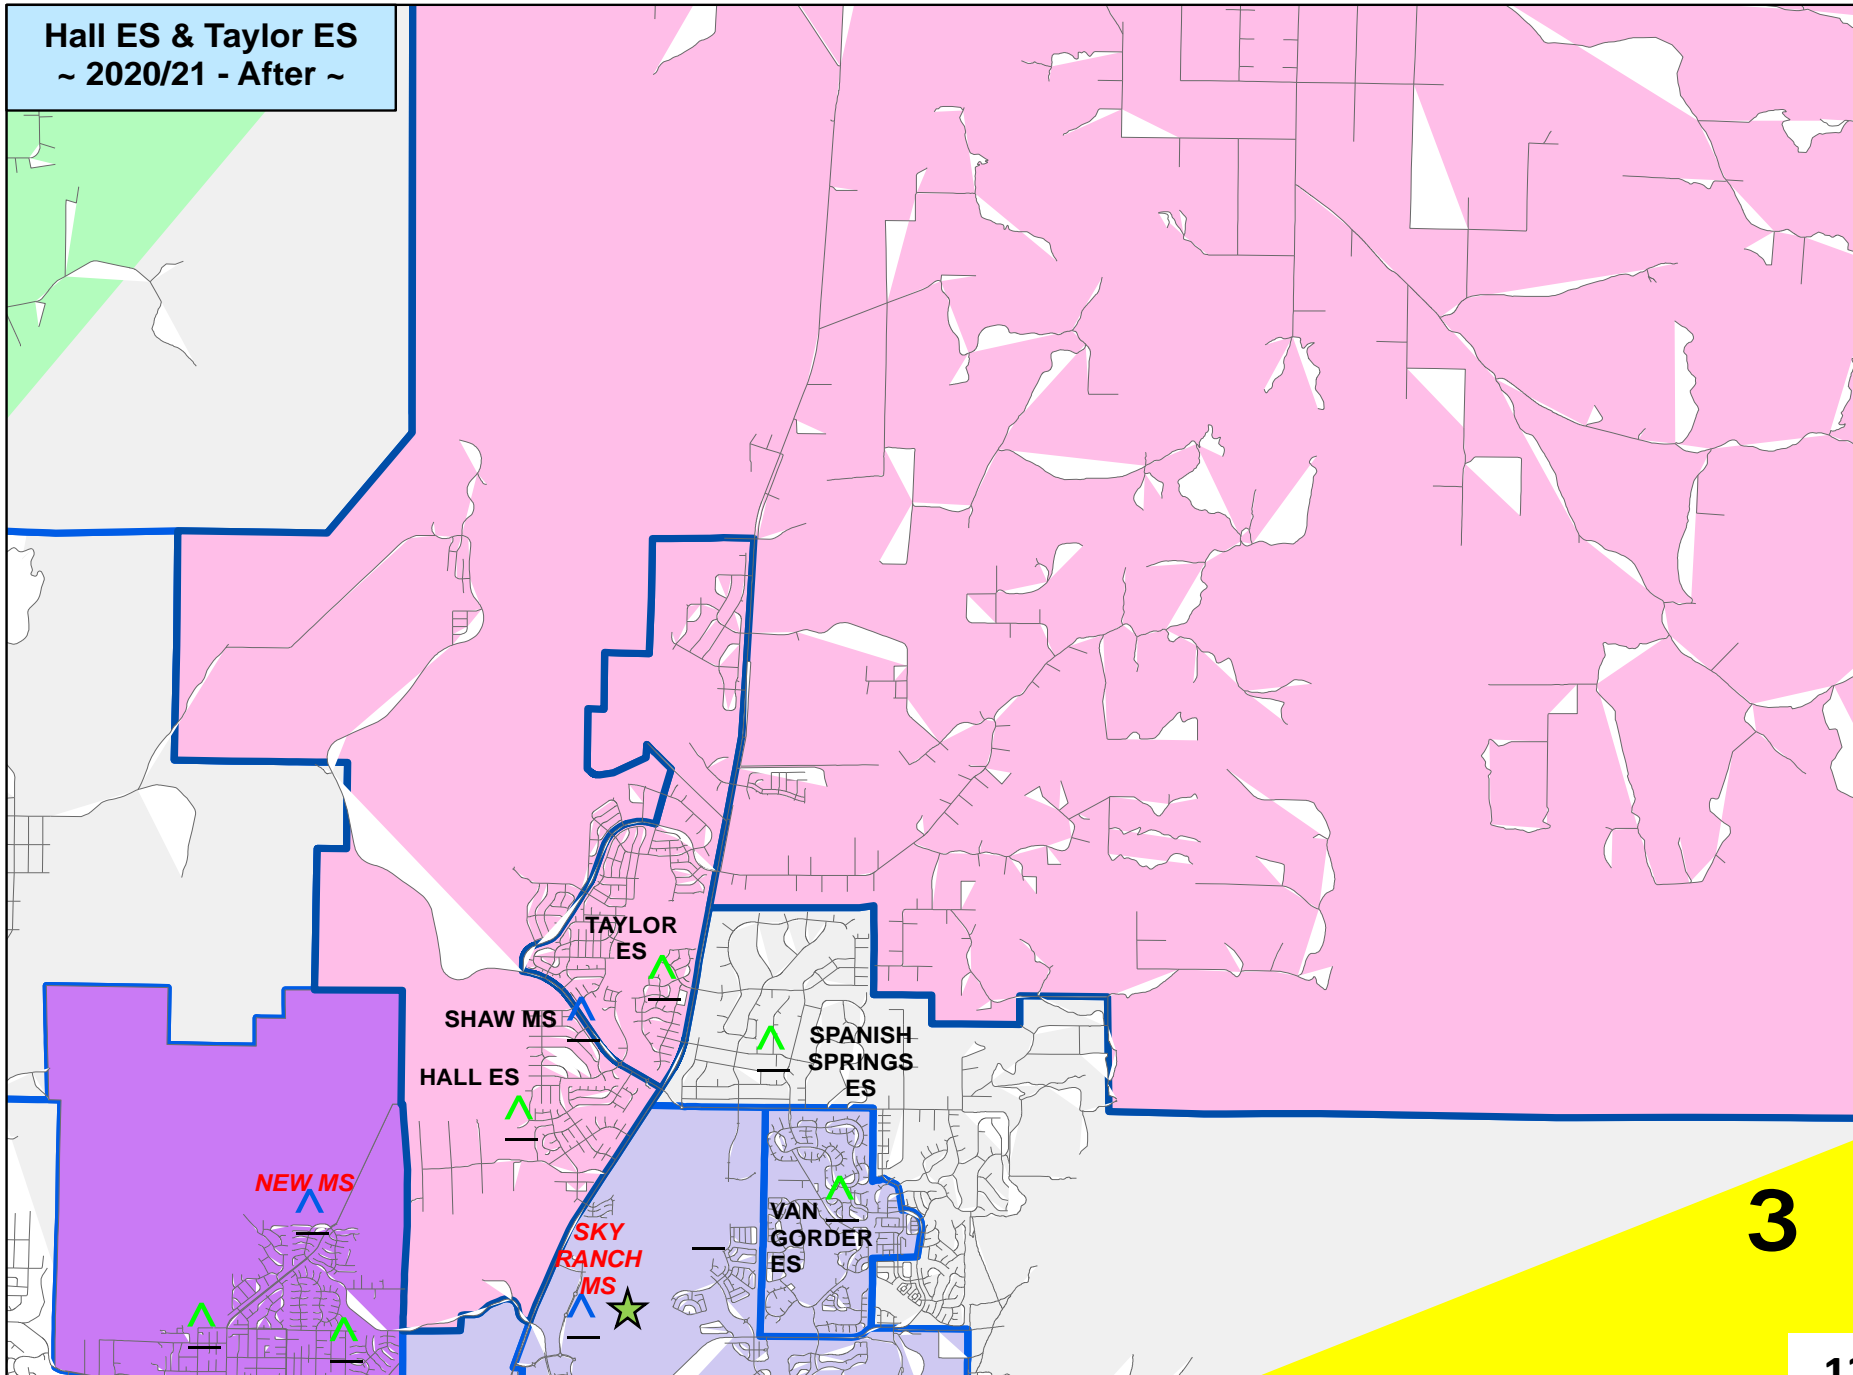 Hall ES & Taylor ES
~ 2020/21 - After ~
TAYLOR
ES
SHAW MS
SPANISH
SPRINGS
ES
HALL ES
NEW MS
VAN
GORDER
ES
SKY
RANCH
MS
3